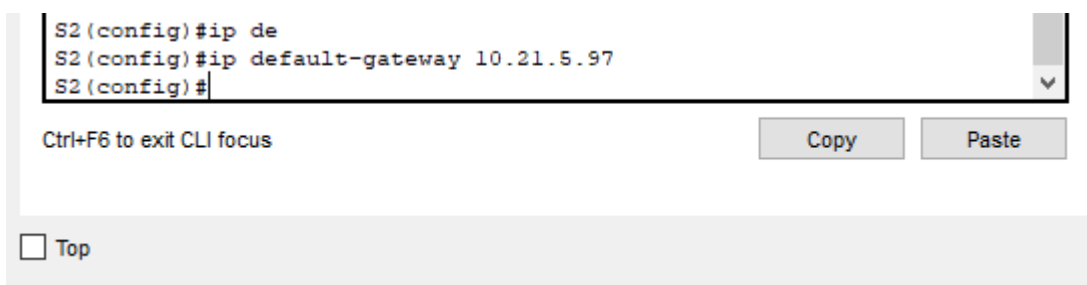 S2(config)#ip de
S2(config)#ip default-gateway 10.21.5.97
S2(config)#
Ctrl+F6 to exit CLI focus
Copy
Paste
Top